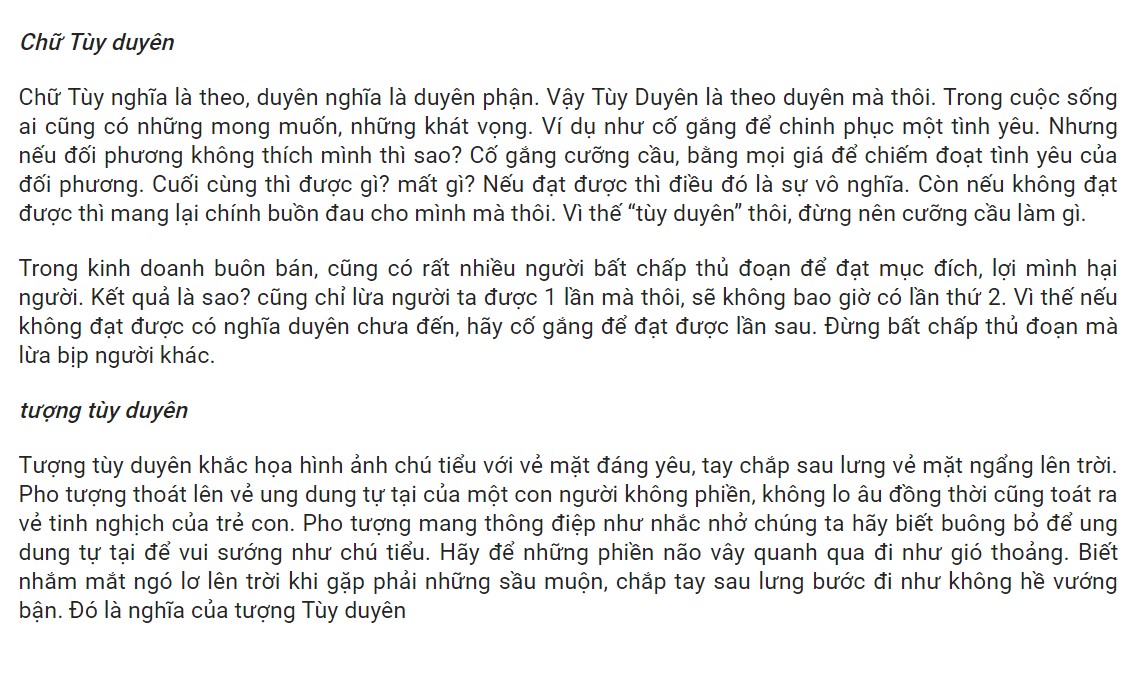 Chữ Tùy duyên
Chữ Tùy nghĩa là theo, duyên nghĩa là duyên phận. Vậy Tùy Duyên là theo duyên mà thôi. Trong cuộc sống
ai cũng có những mong muốn, những khát vọng. Ví dụ như cố gắng để chinh phục một tình yêu. Nhưng
nếu đối phương không thích mình thì sao? Cố gắng cưỡng cầu, bằng mọi giá để chiếm đoạt tình yêu của
đối phương. Cuối cùng thì được gì? mất gì? Nếu đạt được thì điều đó là sự vô nghĩa. Còn nếu không đạt
được thì mang lại chính buồn đau cho mình mà thôi. Vì thế “tùy duyên” thôi, đừng nên cưỡng cầu làm gì.
Trong kinh doanh buôn bán, cũng có rất nhiều người bất chấp thủ đoạn để đạt mục đích, lợi mình hại
người. Kết quả là sao? cũng chỉ lừa người ta được 1 lần mà thôi, sẽ không bao giờ có lần thứ 2. Vì thế nếu
không đạt được có nghĩa duyên chưa đến, hãy cố gắng để đạt được lần sau. Đừng bất chấp thủ đoạn mà
lừa bịp người khác.
tượng tùy duyên
Tượng tùy duyên khắc họa hình ảnh chú tiểu với vẻ mặt đáng yêu, tay chắp sau lưng vẻ mặt ngẩng lên trời.
Pho tượng thoát lên vẻ ung dung tự tại của một con người không phiền, không lo âu đồng thời cũng toát ra
vẻ tinh nghịch của trẻ con. Pho tượng mang thông điệp như nhắc nhở chúng ta hãy biết buông bỏ để ung
dung tự tại để vui sướng như chú tiểu. Hãy để những phiền não vây quanh qua đi như gió thoảng. Biết
nhắm mắt ngó lơ lên trời khi gặp phải những sầu muộn, chắp tay sau lưng bước đi như không hề vướng
bận. Đó là nghĩa của tượng Tùy duyên